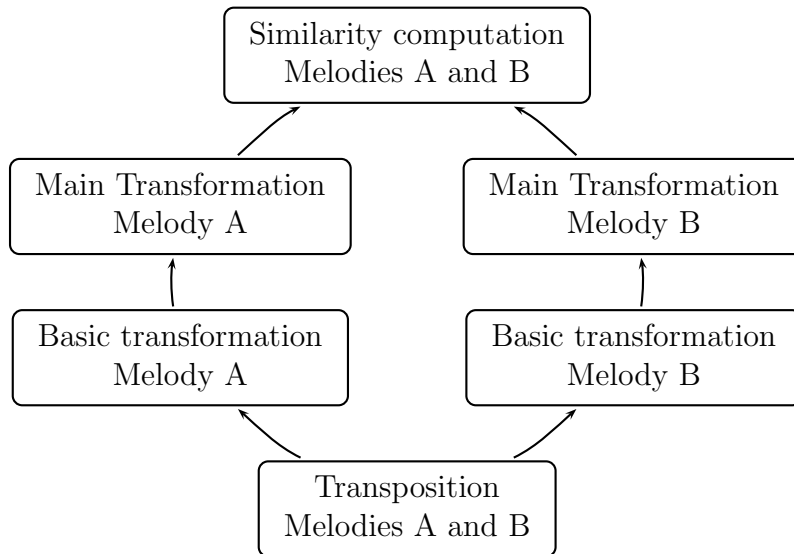 Similarity computation
Melodies A and B
Main Transformation
Melody A
Main Transformation
Melody B
Basic transformation
Melody A
Basic transformation
Melody B
Transposition
Melodies A and B